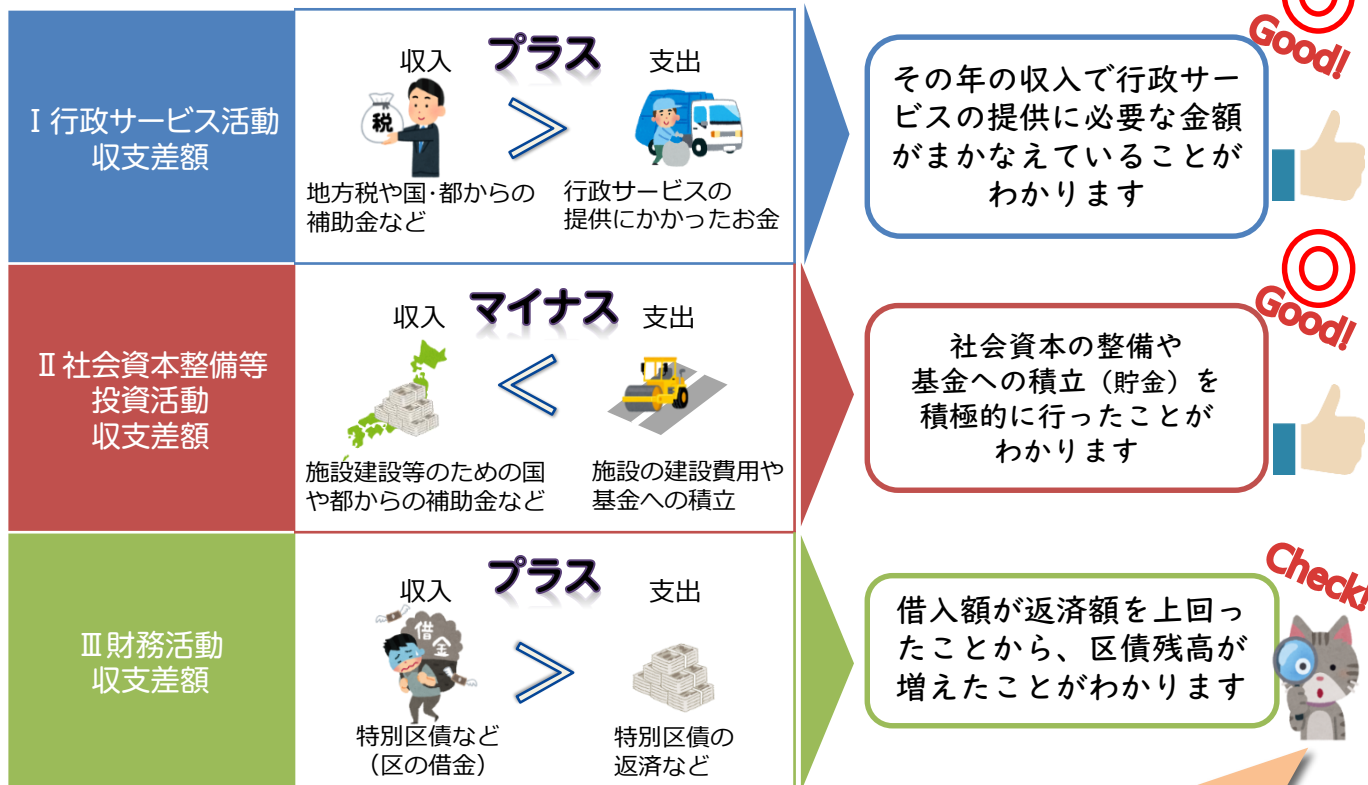 Ⅰ行政サービス活動
収支差額
収入 プラス 支出
税
地方税や国・都からの
補助金など
行政サービスの
提供にかかったお金
その年の収入で行政サー
ビスの提供に必要な金額
がまかなえていることが
わかります
Good!
Ⅱ社会資本整備等
投資活動
収支差額
収入 マイナス 支出
施設建設等のための国
や都からの補助金など
施設の建設費用や
基金への積立
社会資本の整備や
基金への積立（貯金）を
積極的に行ったことが
わかります
Good!
Ⅲ財務活動
収支差額
収入 プラス 支出
借金
特別区債など
（区の借金）
特別区債の
返済など
借入額が返済額を上回っ
たことから、区債残高が
増えたことがわかります
Check!